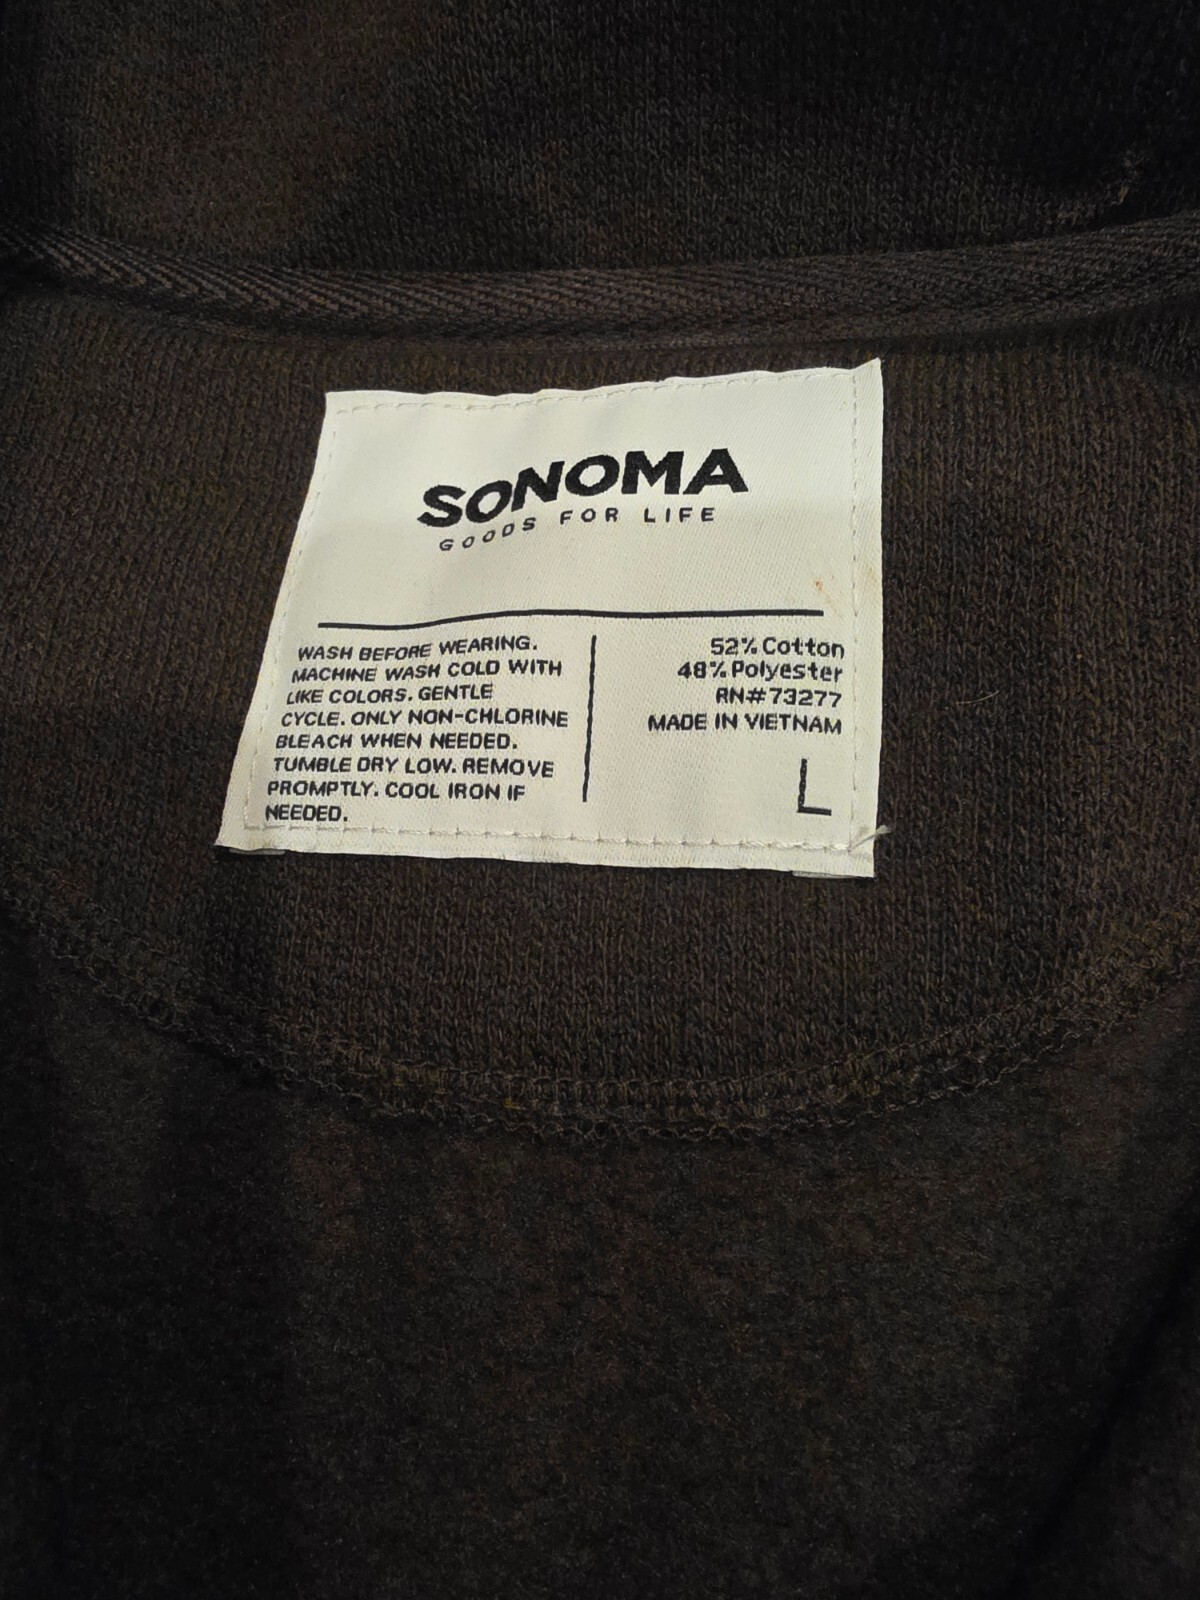 SONOMA
GOODS FOR LIFE
WASH BEFORE WEARING.
MACHINE WASH COLD WITH
LIKE COLORS. GENTLE
CYCLE. ONLY NON-CHLORINE
BLEACH WHEN NEEDED.
TUMBLE DRY LOW. REMOVE
PROMPTLY. COOL IRON IF
NEEDED.
52% Cotton
48% Polyester
RN#73277
MADE IN VIETNAM
L